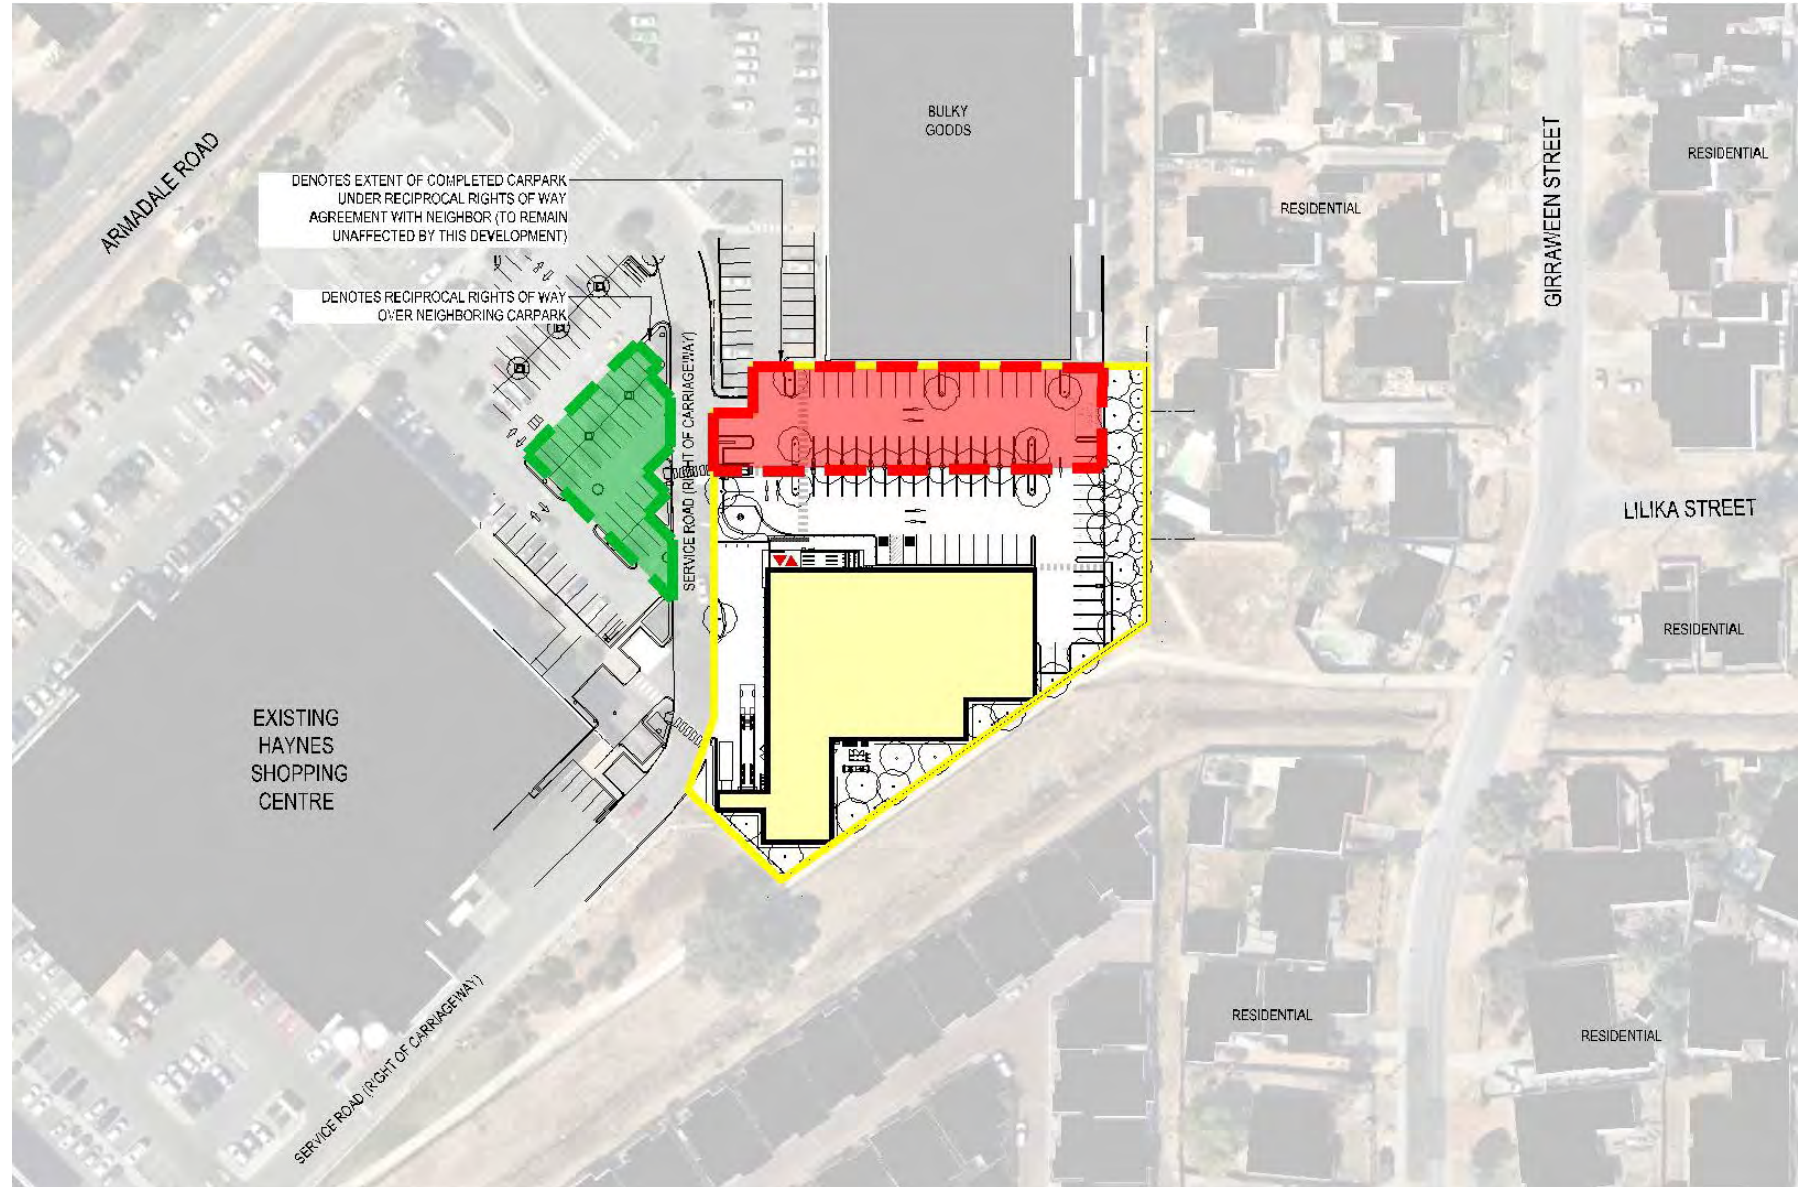 BULKY
GOODS
ARMADALE ROAD
DENOTES EXTENT OF COMPLETED CARPARK
UNDER RECIPROCAL RIGHTS OF WAY
AGREEMENT WITH NEIGHBOR (TO REMAIN
UNAFFECTED BY THIS DEVELOPMENT)
DENOTES RECIPROCAL RIGHTS OF WAY
OVER NEIGHBORING CARPARK
SERVICE ROAD (RIGHT OF CARRIAGEWAY)
RESIDENTIAL
GIRRAWEEN STREET
RESIDENTIAL
LILIKA STREET
RESIDENTIAL
EXISTING
HAYNES
SHOPPING
CENTRE
SERVICE ROAD (RIGHT OF CARRIAGEWAY)
RESIDENTIAL
RESIDENTIAL